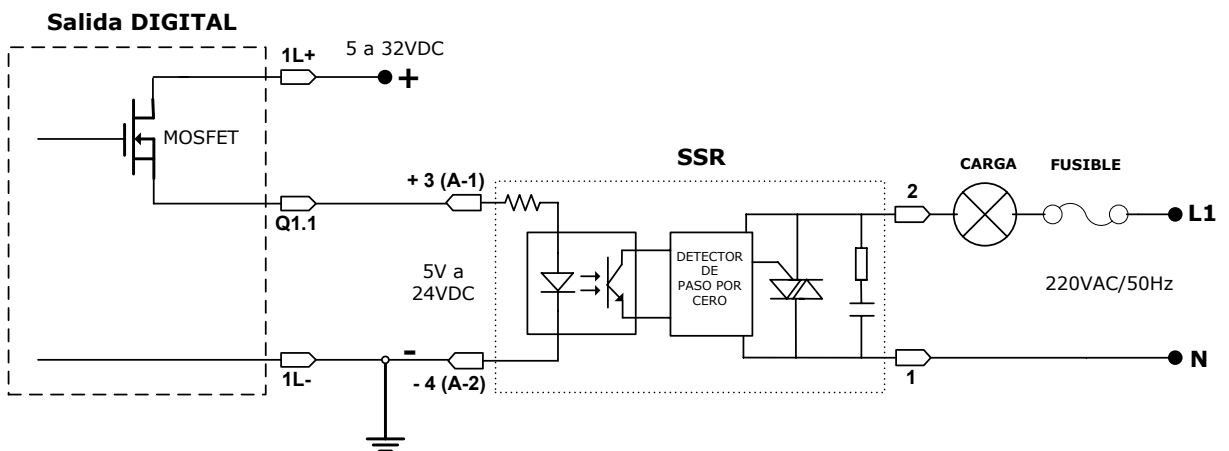 Salida DIGITAL
1L+
5 a 32VDC
+
MOSFET
Q1.1
+ 3 (A-1)
SSR
CARGA
FUSIBLE
2
L1
5V a
24VDC
DETECTOR
DE
PASO POR
CERO
220VAC/50Hz
-
1L-
- 4 (A-2)
1
N